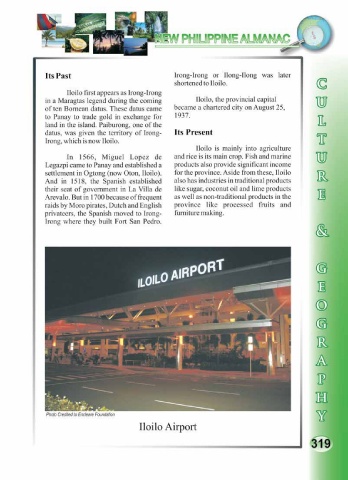 NEW PHILIPPINE ALMANAC
Its Past
Iloilo first appears as Irong-Irong
in a Maragtas legend during the coming
of ten Bornean datus. These datus came
to Panay to trade gold in exchange for
land in the island. Paiburong, one of the
datus, was given the territory of Irong-
Irong, which is now Iloilo.
In 1566, Miguel Lopez de
Legazpi came to Panay and established a
settlement in Ogtong (now Oton, Iloilo).
And in 1518, the Spanish established
their seat of government in La Villa de
Arevalo. But in 1700 because of frequent
raids by Moro pirates, Dutch and English
privateers, the Spanish moved to Irong-
Irong where they built Fort San Pedro.
Irong-Irong or Ilong-Ilong was later
shortened to Iloilo.
Iloilo, the provincial capital
became a chartered city on August 25,
1937.
Its Present
Iloilo is mainly into agriculture
and rice is its main crop. Fish and marine
products also provide significant income
for the province. Aside from these, Iloilo
also has industries in traditional products
like sugar, coconut oil and lime products
as well as non-traditional products in the
province like processed fruits and
furniture making.
ILOILO AIRPORT
Photo Credited to Enclaire Foundation
Iloilo Airport
CULTURE
&
GEOGRAPHY
319